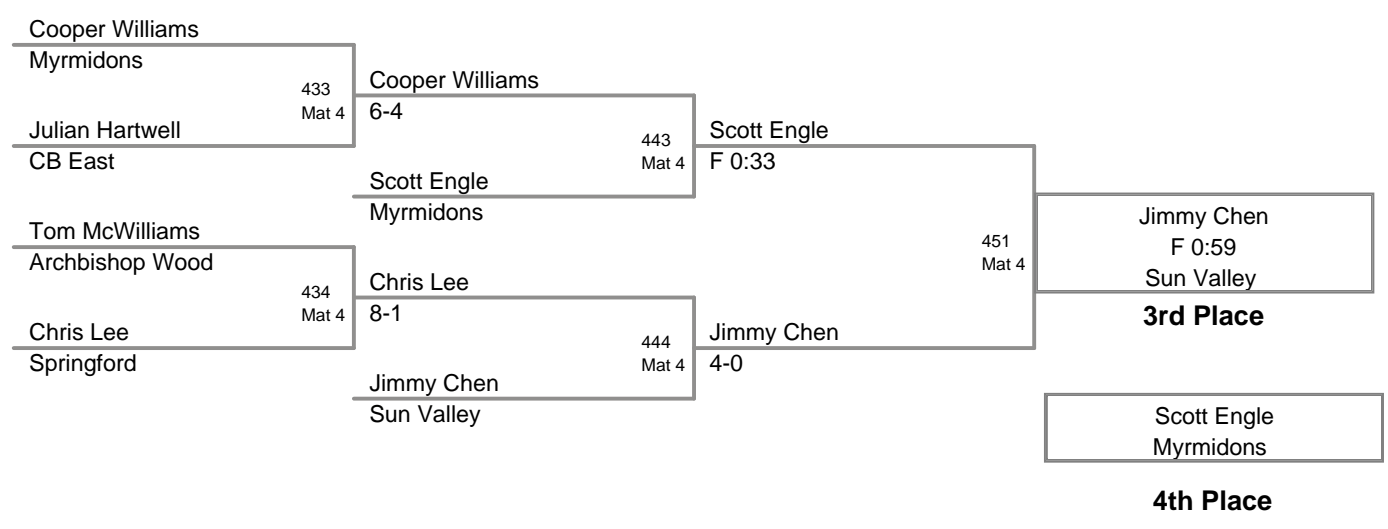 Cooper Williams
Myrmidons
433
Mat 4
Julian Hartwell
CB East
Cooper Williams
6-4
443
Mat 4
Scott Engle
Myrmidons
Scott Engle
F 0:33
Tom McWilliams
Archbishop Wood
434
Mat 4
Chris Lee
Springford
Chris Lee
8-1
444
Mat 4
Jimmy Chen
Sun Valley
Jimmy Chen
4-0
451
Mat 4
Jimmy Chen
F 0:59
Sun Valley
3rd Place
Scott Engle
Myrmidons
4th Place